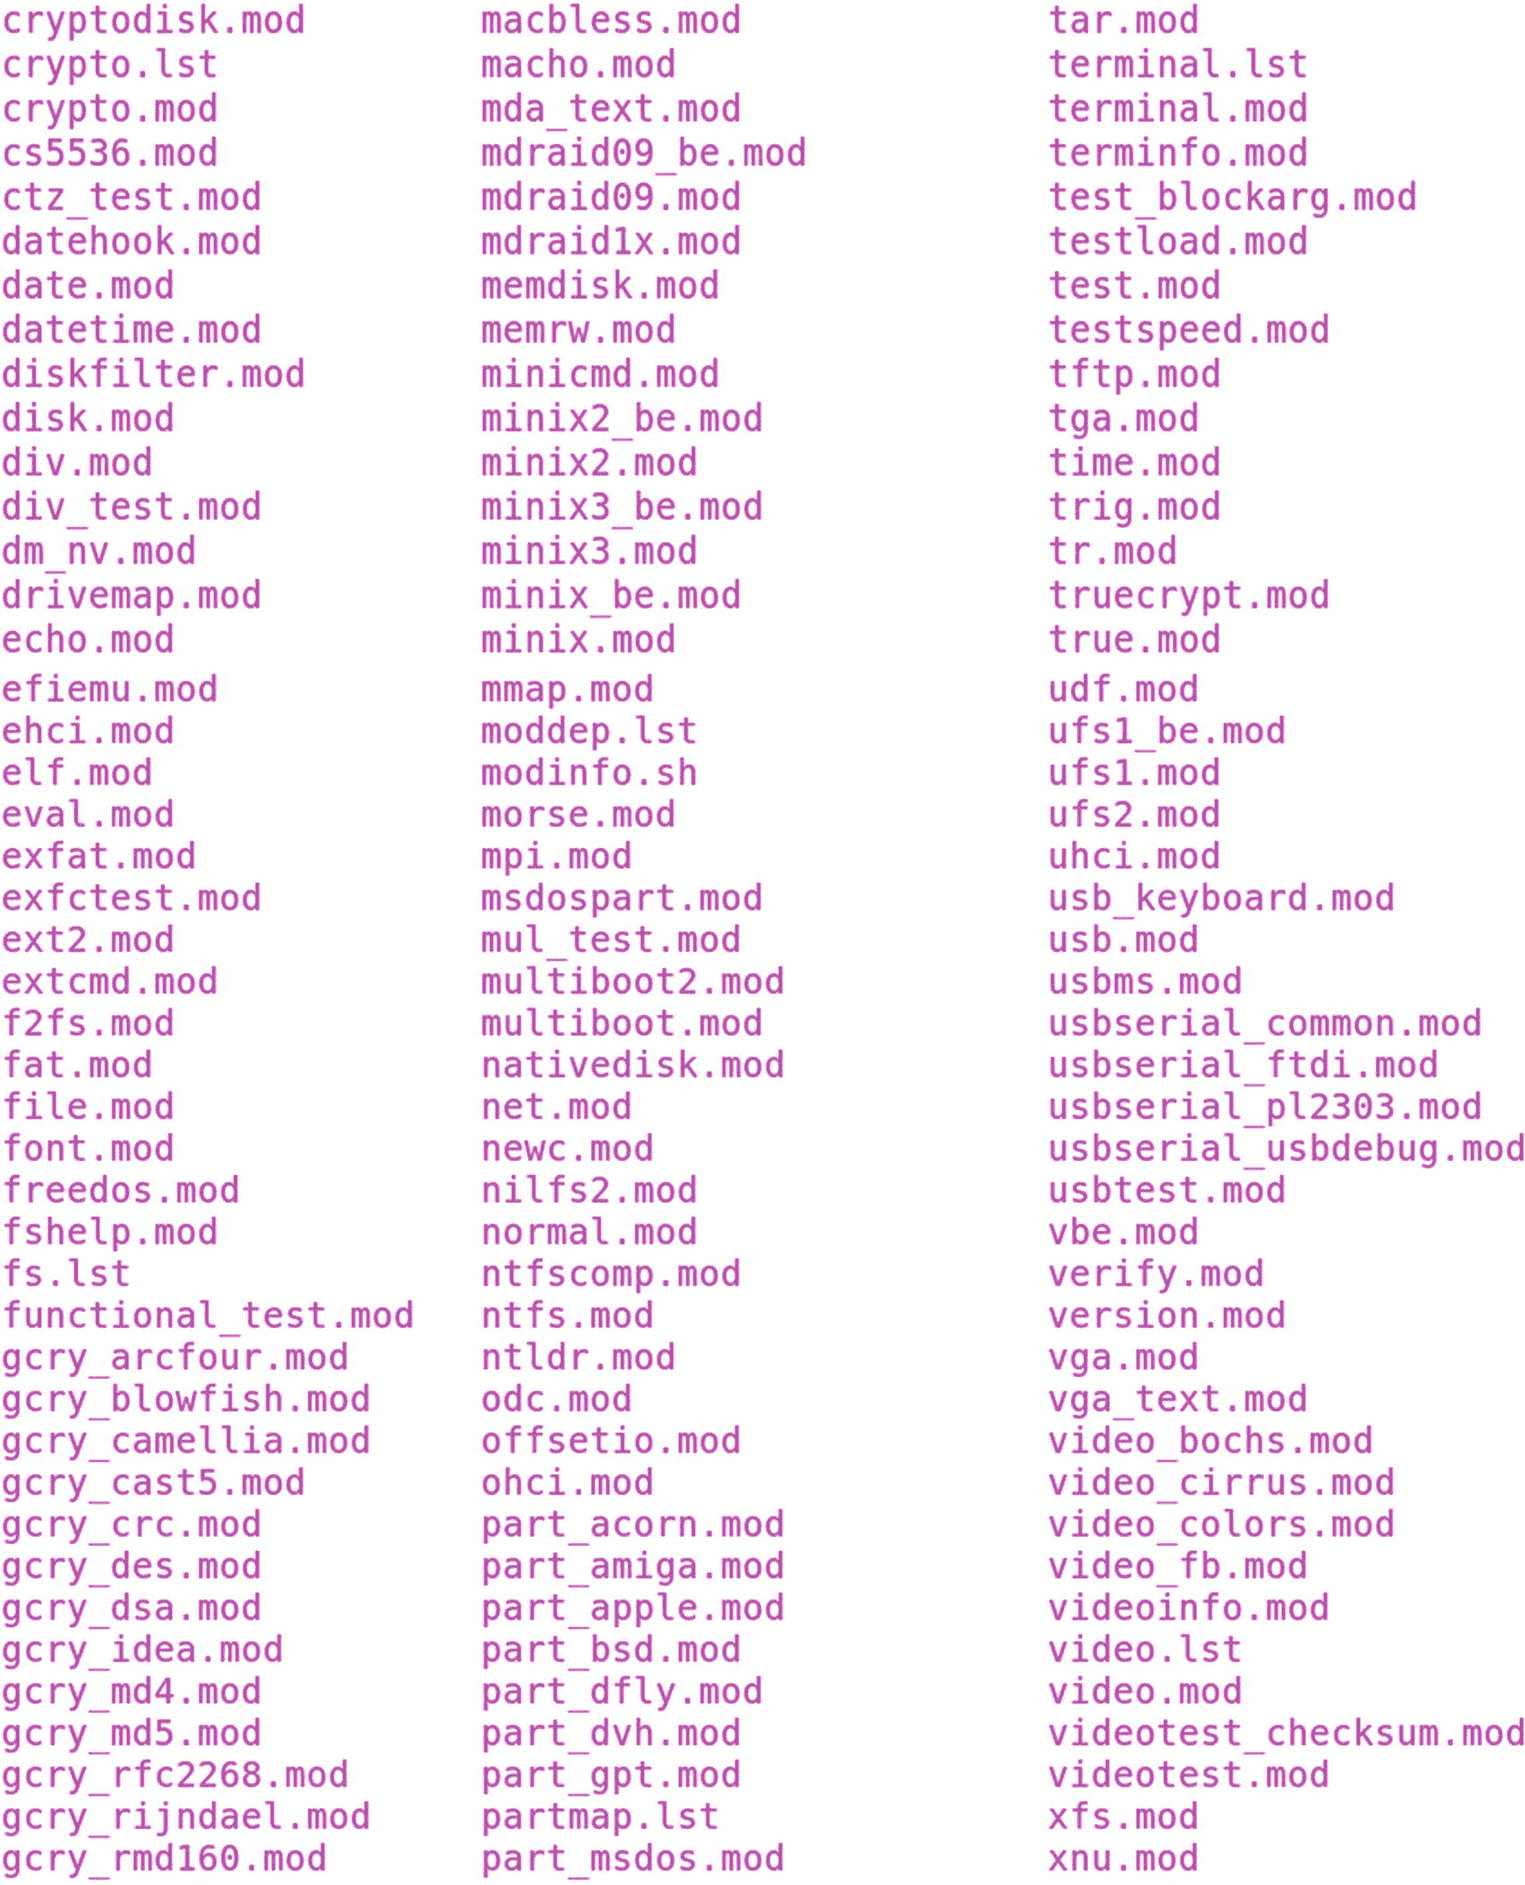 cryptodisk.mod macbless.mod tar.mod
crypto.lst macho.mod terminal.lst
crypto.mod mda_text.mod terminal.mod
cs5536.mod mdraid09_be.mod terminfo.mod
ctz_test.mod mdraid09.mod test_blockarg.mod
datehook.mod mdraid1x.mod testload.mod
date.mod memdisk.mod test.mod
datetime.mod memrw.mod testspeed.mod
diskfilter.mod minicmd.mod tftp.mod
disk.mod minix2_be.mod tga.mod
div.mod minix2.mod time.mod
div_test.mod minix3_be.mod trig.mod
dm_nv.mod minix3.mod tr.mod
drivemap.mod minix_be.mod truecrypt.mod
echo.mod minix.mod true.mod
efiemu.mod mmap.mod udf.mod
ehci.mod moddep.lst ufs1_be.mod
elf.mod modinfo.sh ufs1.mod
eval.mod morse.mod ufs2.mod
exfat.mod mpi.mod uhci.mod
exfctest.mod msdospart.mod usb_keyboard.mod
ext2.mod mul_test.mod usb.mod
extcmd.mod multiboot2.mod usbms.mod
f2fs.mod multiboot.mod usbserial_common.mod
fat.mod nativedisk.mod usbserial_ftdi.mod
file.mod net.mod usbserial_pl2303.mod
font.mod newc.mod usbserial_usbdebug.mod
freedos.mod nilfs2.mod usbtest.mod
fshelp.mod normal.mod vbe.mod
fs.lst ntfscomp.mod verify.mod
functional_test.mod ntfs.mod version.mod
gcry_arcfour.mod ntldr.mod vga.mod
gcry_blowfish.mod odc.mod vga_text.mod
gcry_camellia.mod offsetio.mod video_bochs.mod
gcry_cast5.mod ohci.mod video_cirrus.mod
gcry_crc.mod part_acorn.mod video_colors.mod
gcry_des.mod part_amiga.mod video_fb.mod
gcry_dsa.mod part_apple.mod videoinfo.mod
gcry_idea.mod part_bsd.mod video.lst
gcry_md4.mod part_dfly.mod video.mod
gcry_md5.mod part_dvh.mod videotest_checksum.mod
gcry_rfc2268.mod part_gpt.mod videotest.mod
gcry_rijndael.mod partmap.lst xfs.mod
gcry_rmd160.mod part_msdos.mod xnu.mod